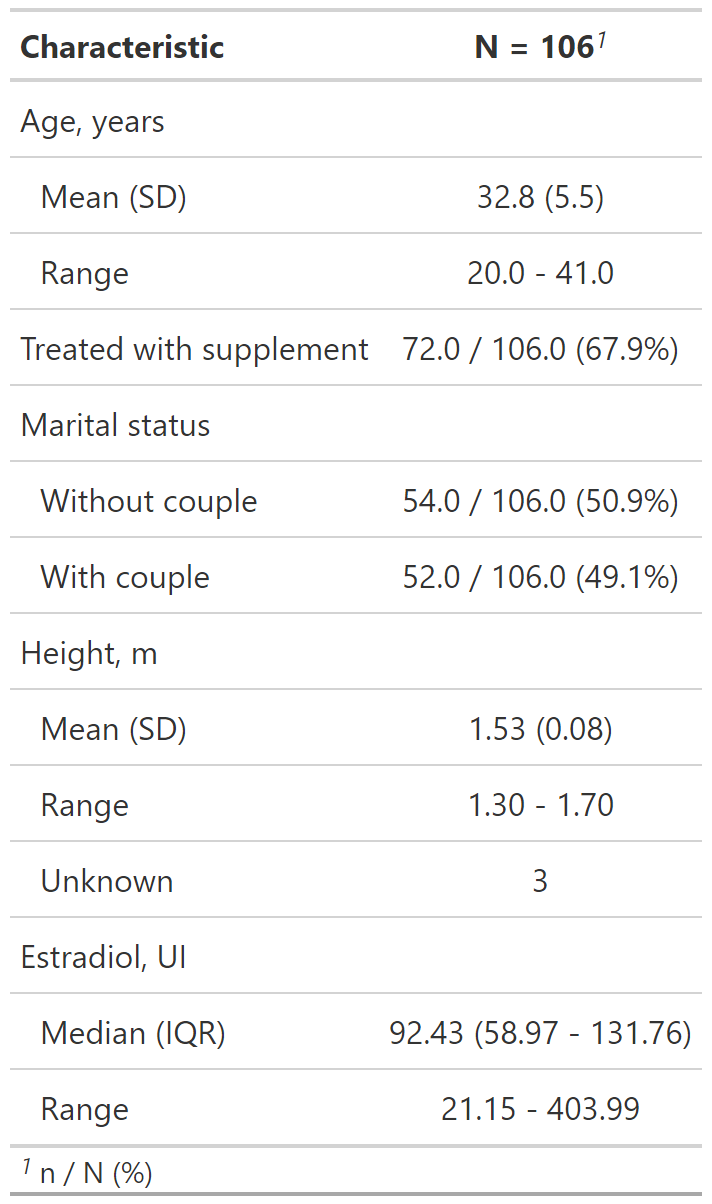 Characteristic N = 106¹
Age, years
Mean (SD) 32.8 (5.5)
Range 20.0 - 41.0
Treated with supplement 72.0 / 106.0 (67.9%)
Marital status
Without couple 54.0 / 106.0 (50.9%)
With couple 52.0 / 106.0 (49.1%)
Height, m
Mean (SD) 1.53 (0.08)
Range 1.30 - 1.70
Unknown 3
Estradiol, UI
Median (IQR) 92.43 (58.97 - 131.76)
Range 21.15 - 403.99
¹ n / N (%)